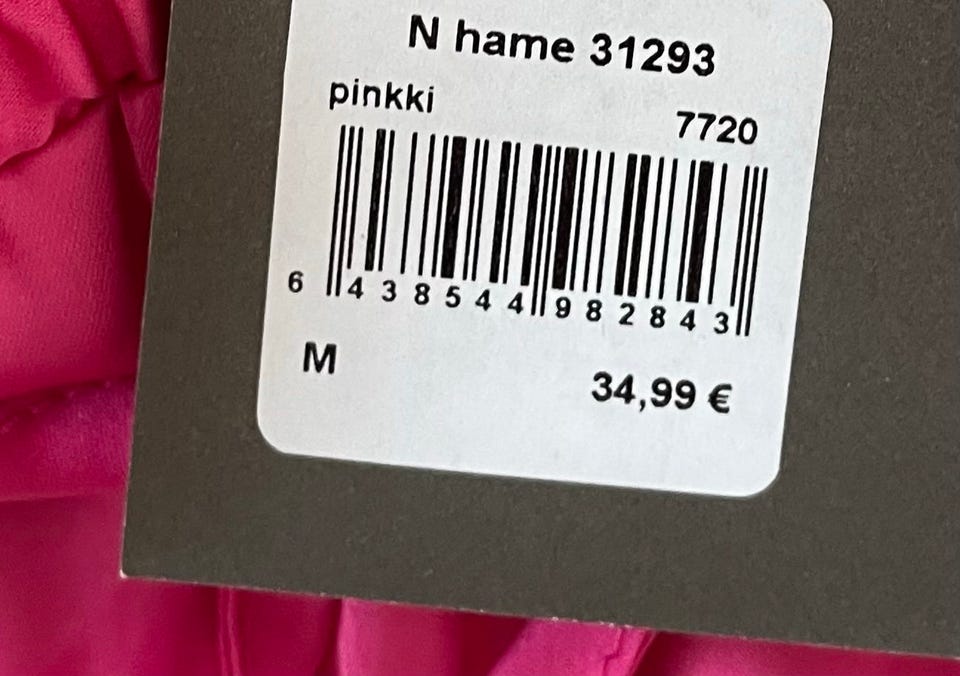 N hame 31293
pinkki
7720
6 438544 982843
M
34,99 €